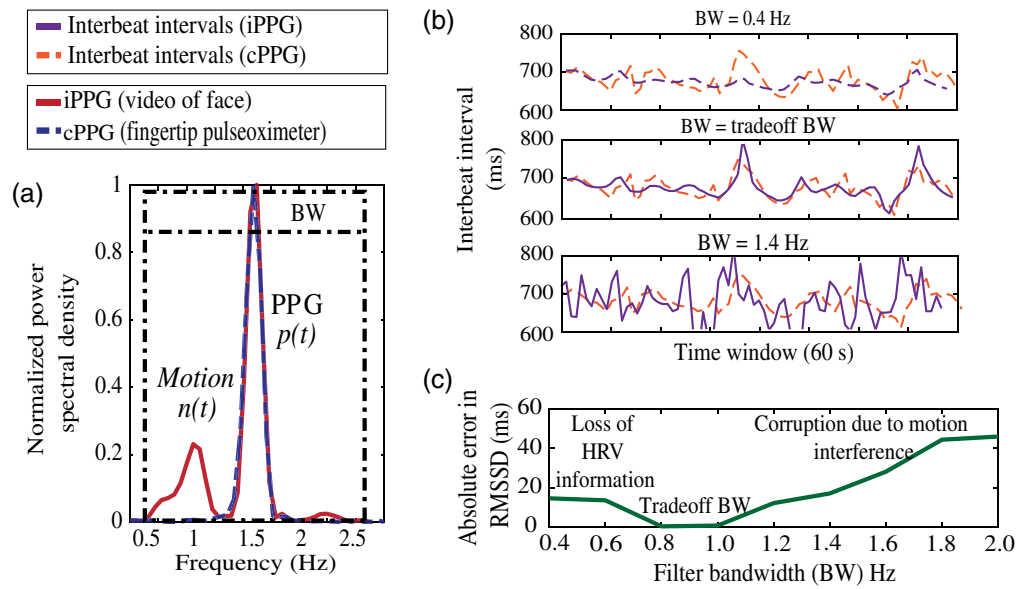 Interbeat intervals (iPPG)
Interbeat intervals (cPPG)
iPPG (video of face)
cPPG (fingertip pulseoximeter)
(a)
Normalized power
spectral density
1
0.8
0.6
0.4
0.2
0
BW
PPG
p(t)
Motion
n(t)
0.5
1
1.5
2
2.5
Frequency (Hz)
(b)
Interbeat interval
(ms)
BW = 0.4 Hz
800
700
600
BW = tradeoff BW
800
700
600
BW = 1.4 Hz
800
700
600
Time window (60 s)
(c)
Absolute error in
RMSSD (ms)
60
40
20
0
Loss of
HRV
information
Tradeoff BW
Corruption due to motion
interference
0.4
0.6
0.8
1.0
1.2
1.4
1.6
1.8
2.0
Filter bandwidth (BW) Hz